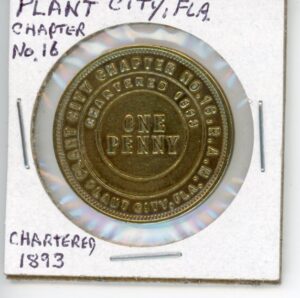 PLANT CITY, FLA.
CHAPTER
No. 16
PLANT CITY CHAPTER NO. 16, R.A.M.
CHARTERED 1893
ONE
PENNY
PLANT CITY, FLA.
CHARTERED
1893